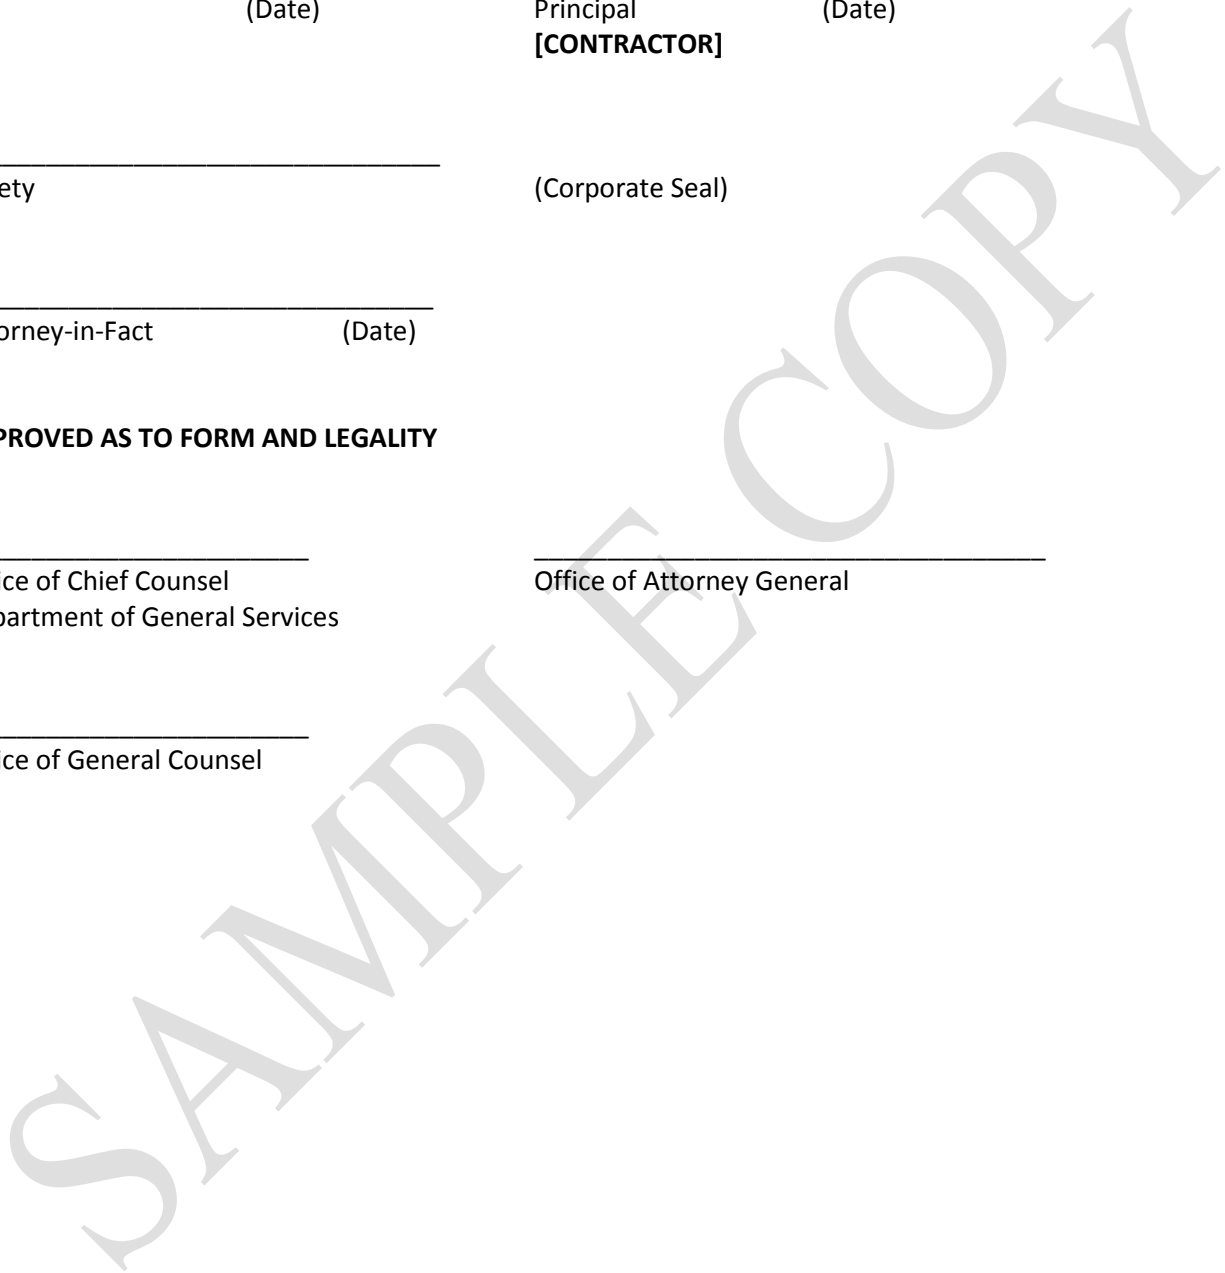 (Date) Principal (Date)
[CONTRACTOR]
ety (Corporate Seal)
orney-in-Fact (Date)
PROVED AS TO FORM AND LEGALITY
ice of Chief Counsel Office of Attorney General
partment of General Services
ice of General Counsel
SAMPLE COPY